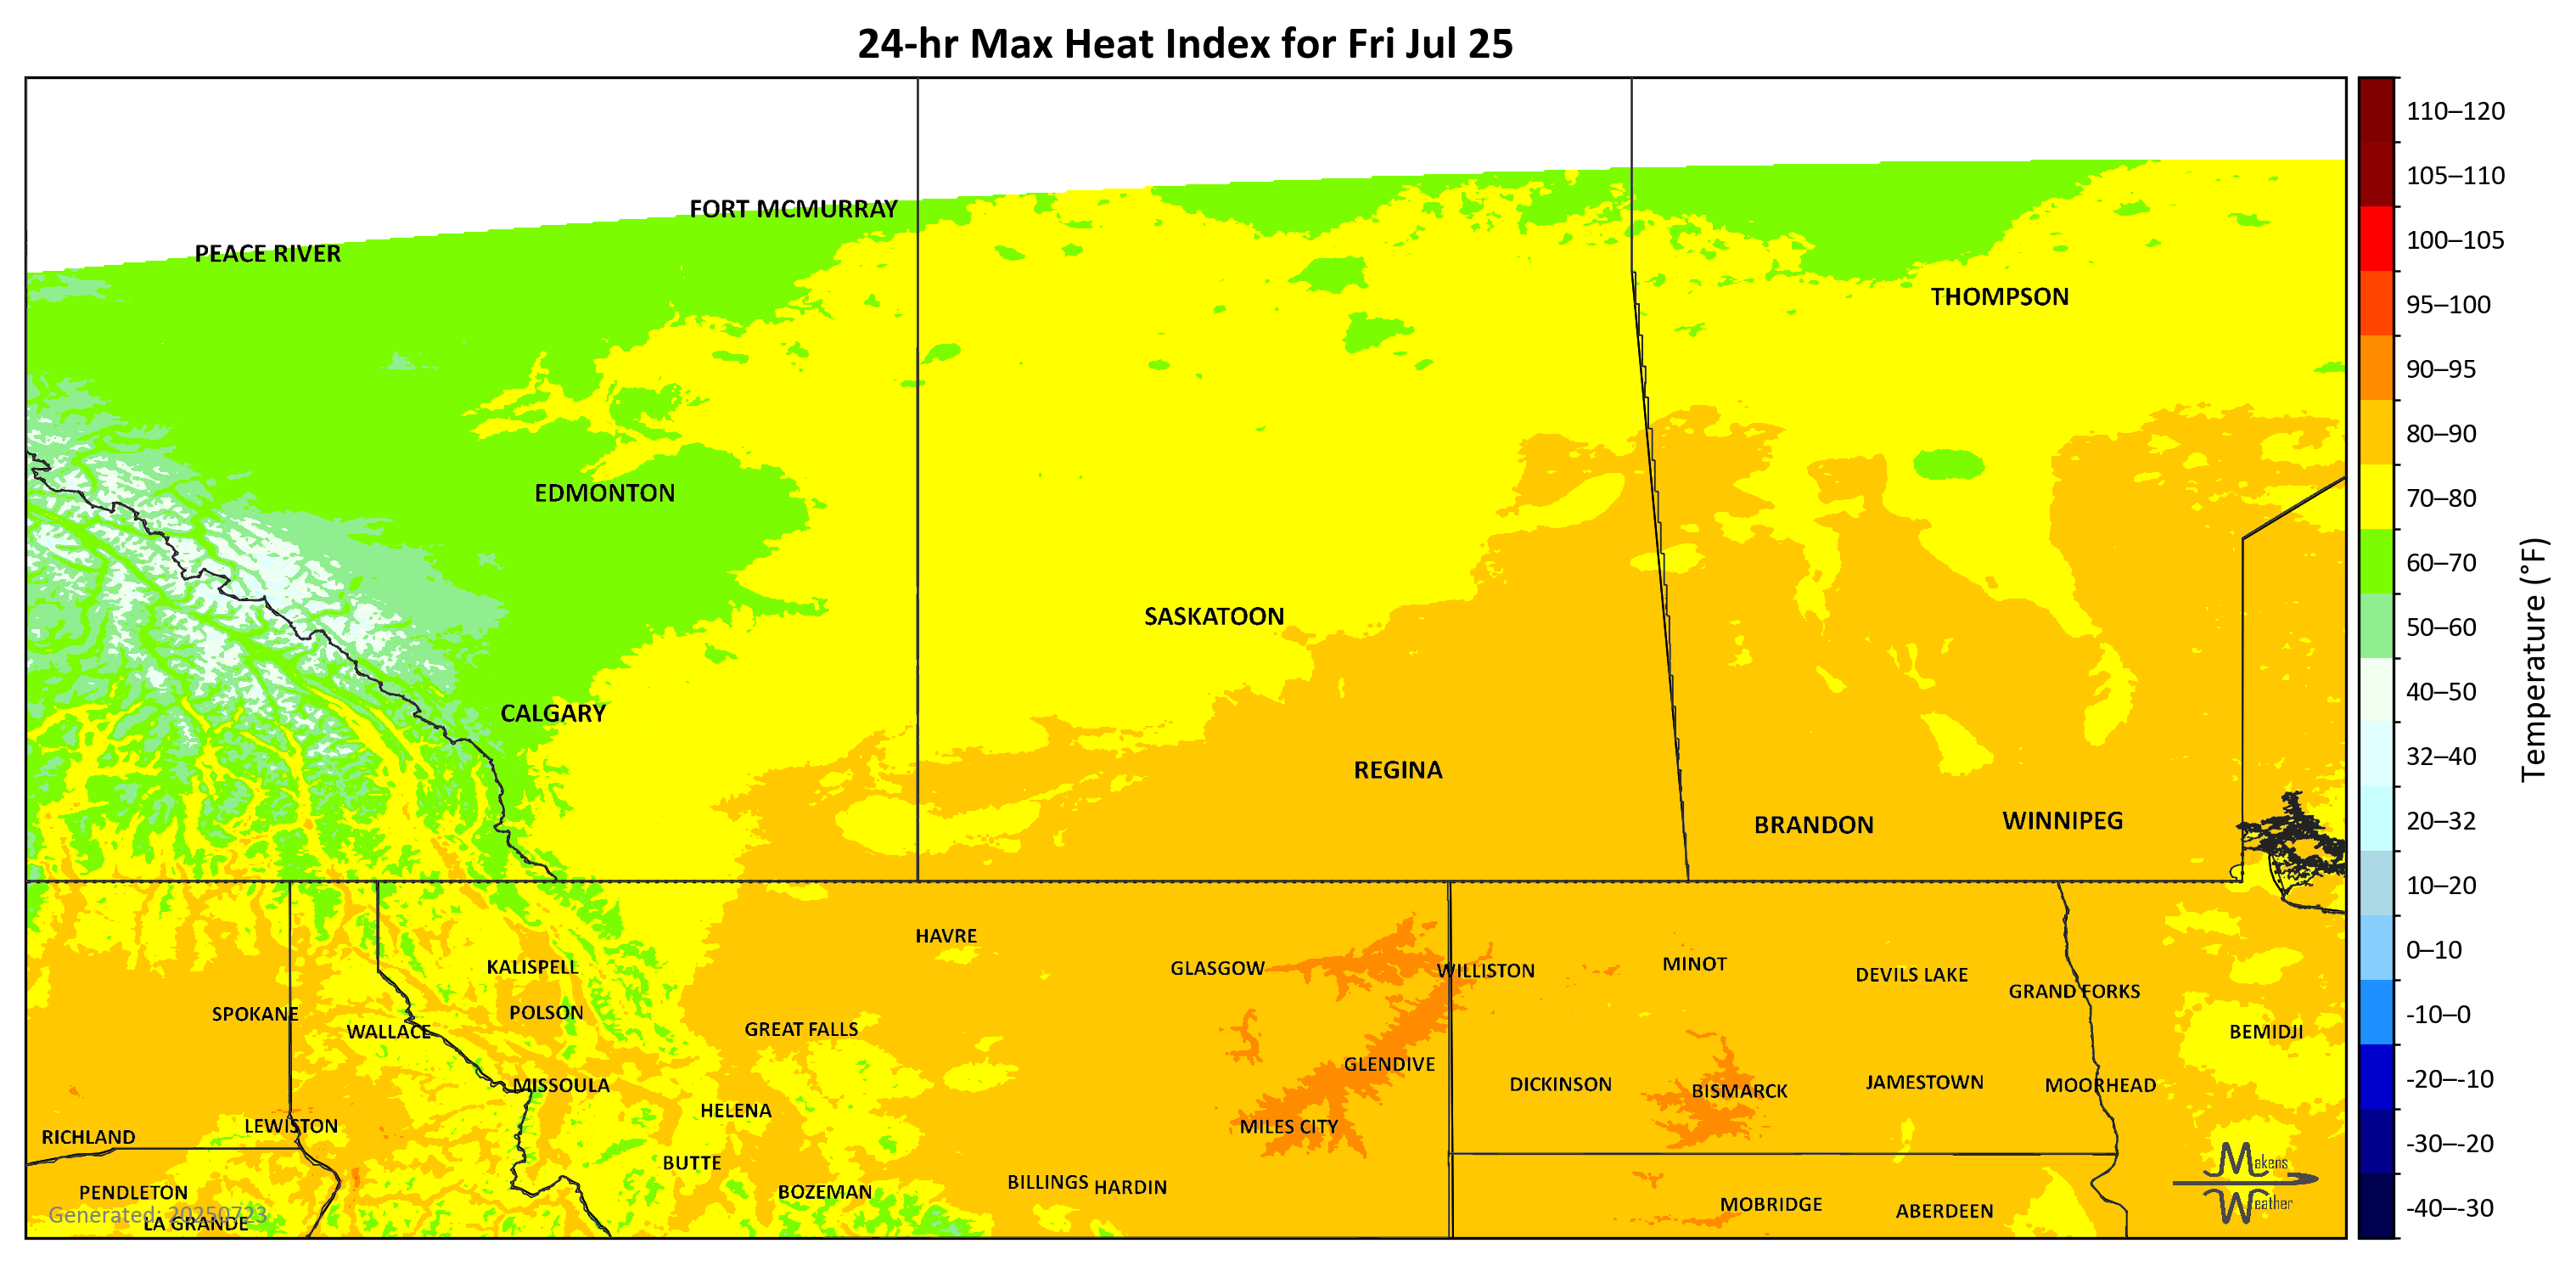 24-hr Max Heat Index for Fri Jul 25
110–120
105–110
100–105
95–100
90–95
80–90
70–80
60–70
50–60
40–50
32–40
20–32
10–20
0–10
-10–0
-20–-10
-30–-20
-40–-30
Temperature (°F)
FORT MCMURRAY
PEACE RIVER
THOMPSON
EDMONTON
SASKATOON
CALGARY
REGINA
BRANDON
WINNIPEG
HAVRE
KALISPELL
GLASGOW
WILLISTON
MINOT
DEVILS LAKE
GRAND FORKS
SPOKANE
POLSON
WALLACE
GREAT FALLS
BEMIDJI
GLENDIVE
MISSOULA
DICKINSON
BISMARCK
JAMESTOWN
MOORHEAD
HELENA
LEWISTON
MILES CITY
RICHLAND
BUTTE
BILLINGS
HARDIN
PENDLETON
BOZEMAN
MOBRIDGE
ABERDEEN
LA GRANDE
Generated: 20250723
Makens
Weather